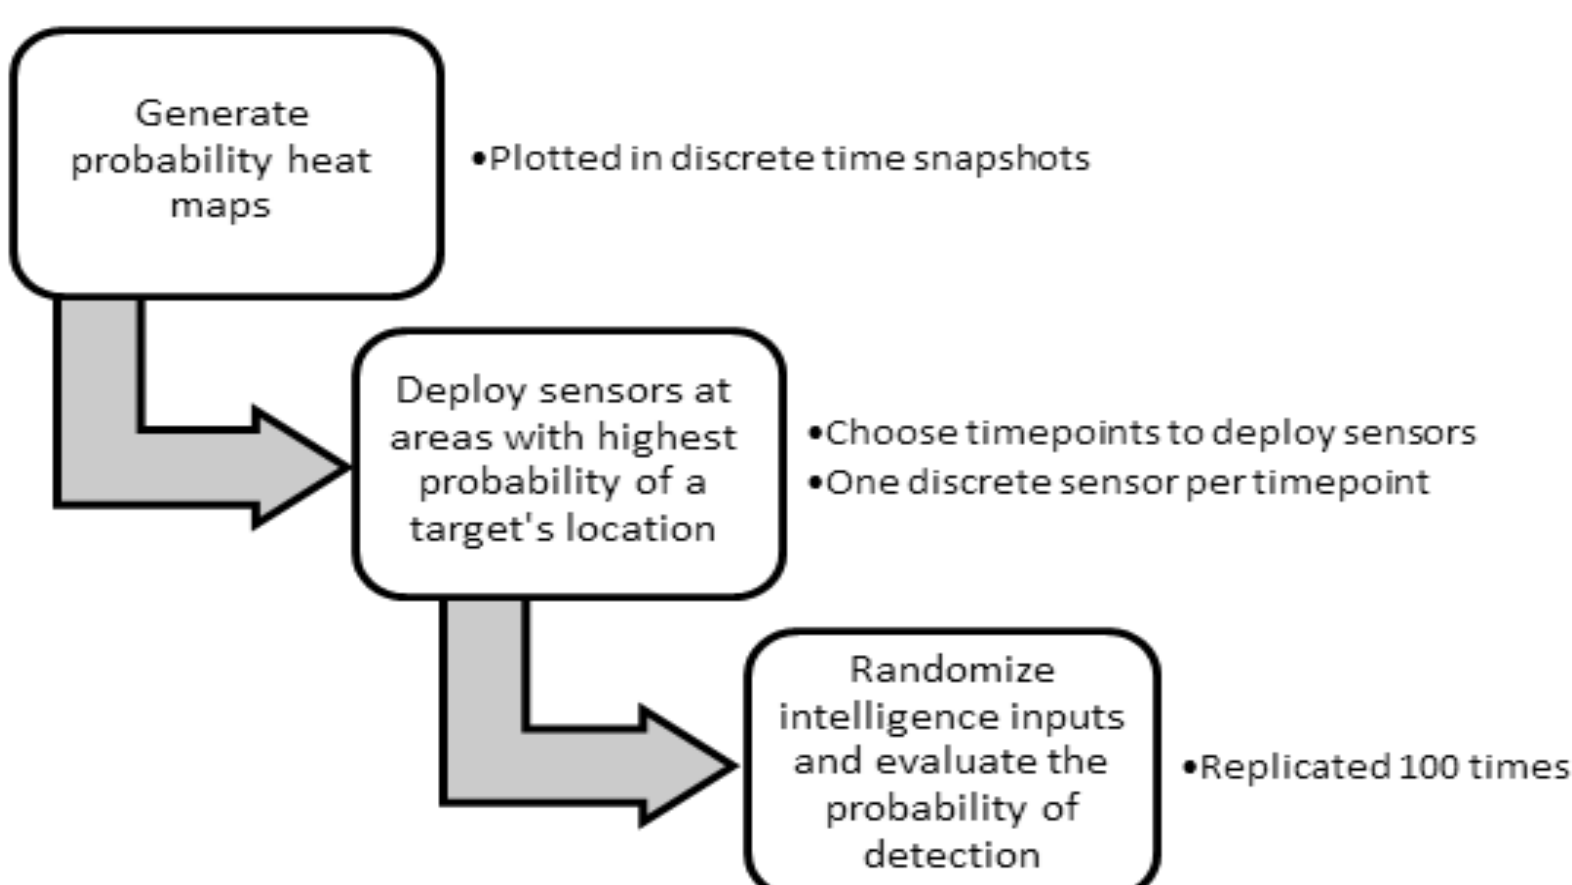 Generate
probability heat
maps
•Plotted in discrete time snapshots
Deploy sensors at
areas with highest
probability of a
target's location
•Choose timepoints to deploy sensors
•One discrete sensor per timepoint
Randomize
intelligence inputs
and evaluate the
probability of
detection
•Replicated 100 times